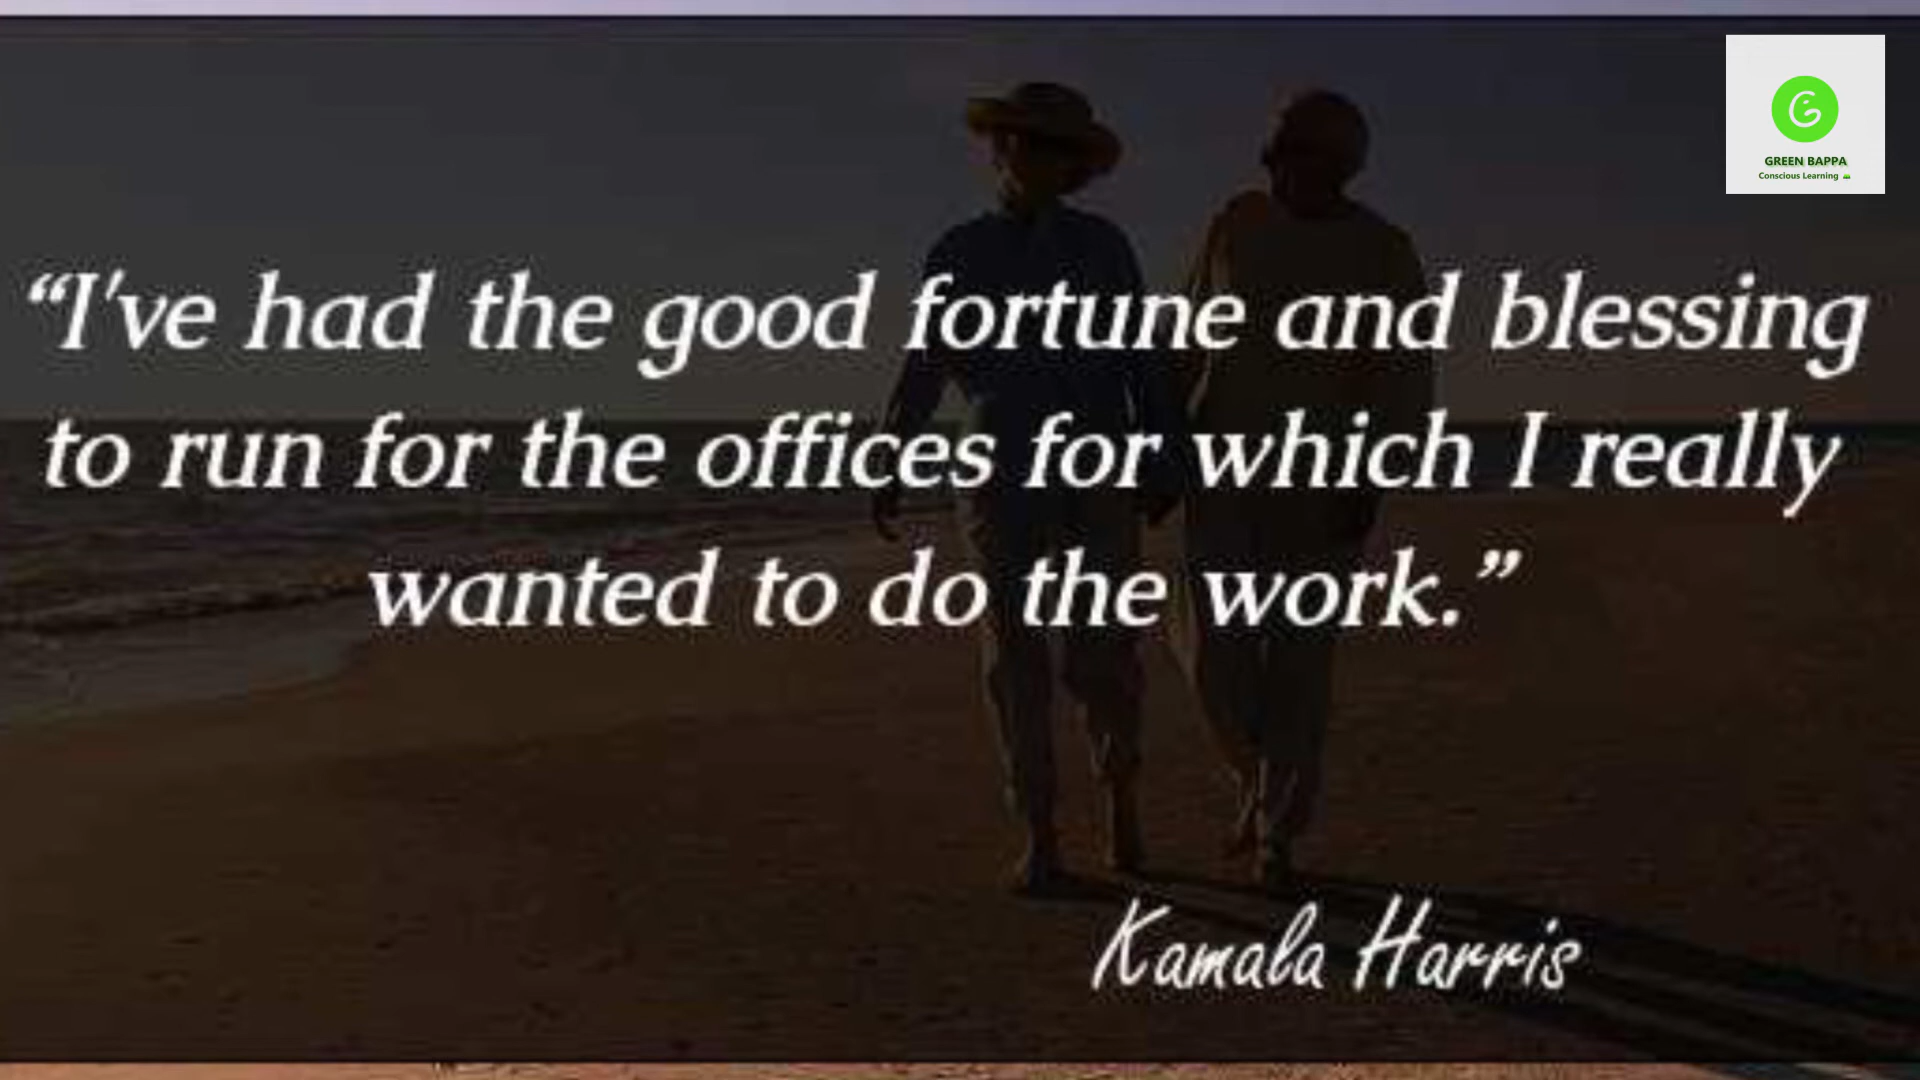 GREEN BAPPA
Conscious Learning
“I've had the good fortune and blessing
to run for the offices for which I really
wanted to do the work.”
Kamala Harris